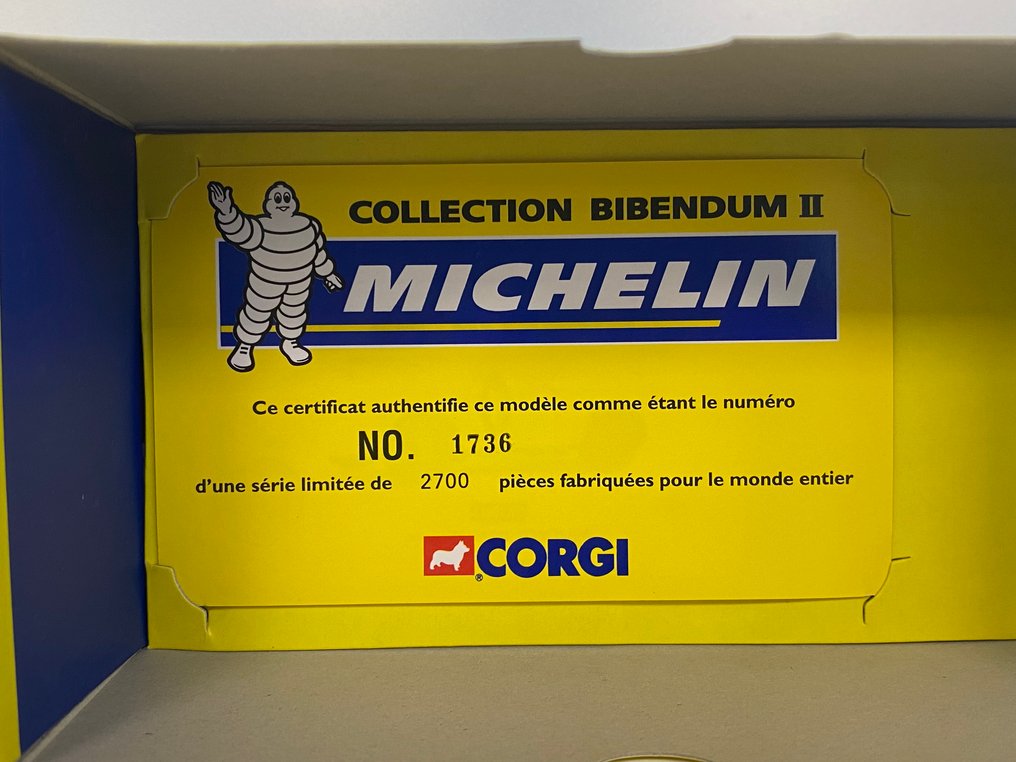 COLLECTION BIBENDUM II
MICHELIN
Ce certificat authentifie ce modèle comme étant le numéro
NO. 1736
d'une série limitée de 2700 pièces fabriquées pour le monde entier
®CORGI